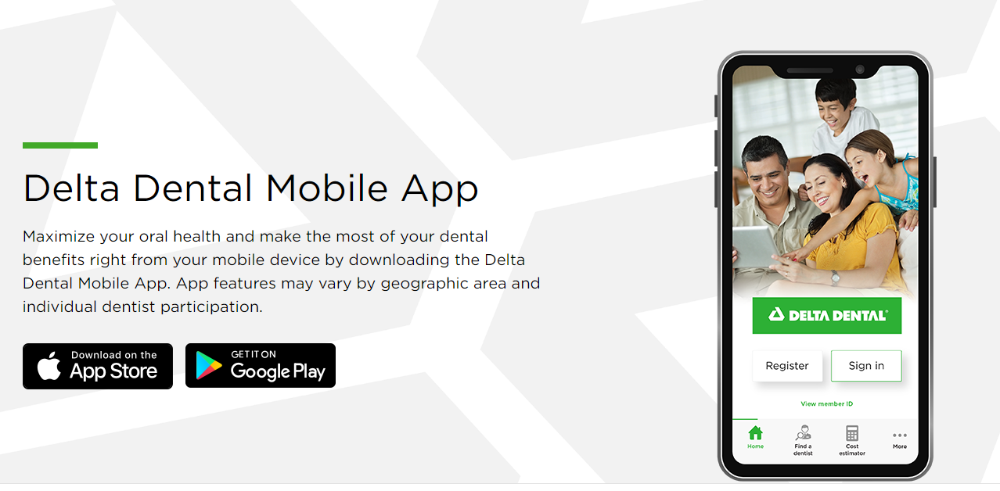 Delta Dental Mobile App
Maximize your oral health and make the most of your dental
benefits right from your mobile device by downloading the Delta
Dental Mobile App. App features may vary by geographic area and
individual dentist participation.
Download on the
App Store
GET IT ON
Google Play
DELTA DENTAL®
Register
Sign in
View member ID
Home
Find a
dentist
Cost
estimator
More